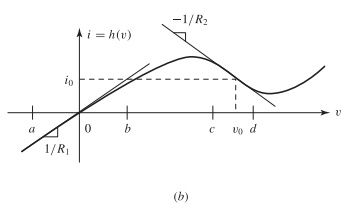 −1/R₂
i = h(v)
i₀
a
0
b
c
v₀
d
v
1/R₁
(b)